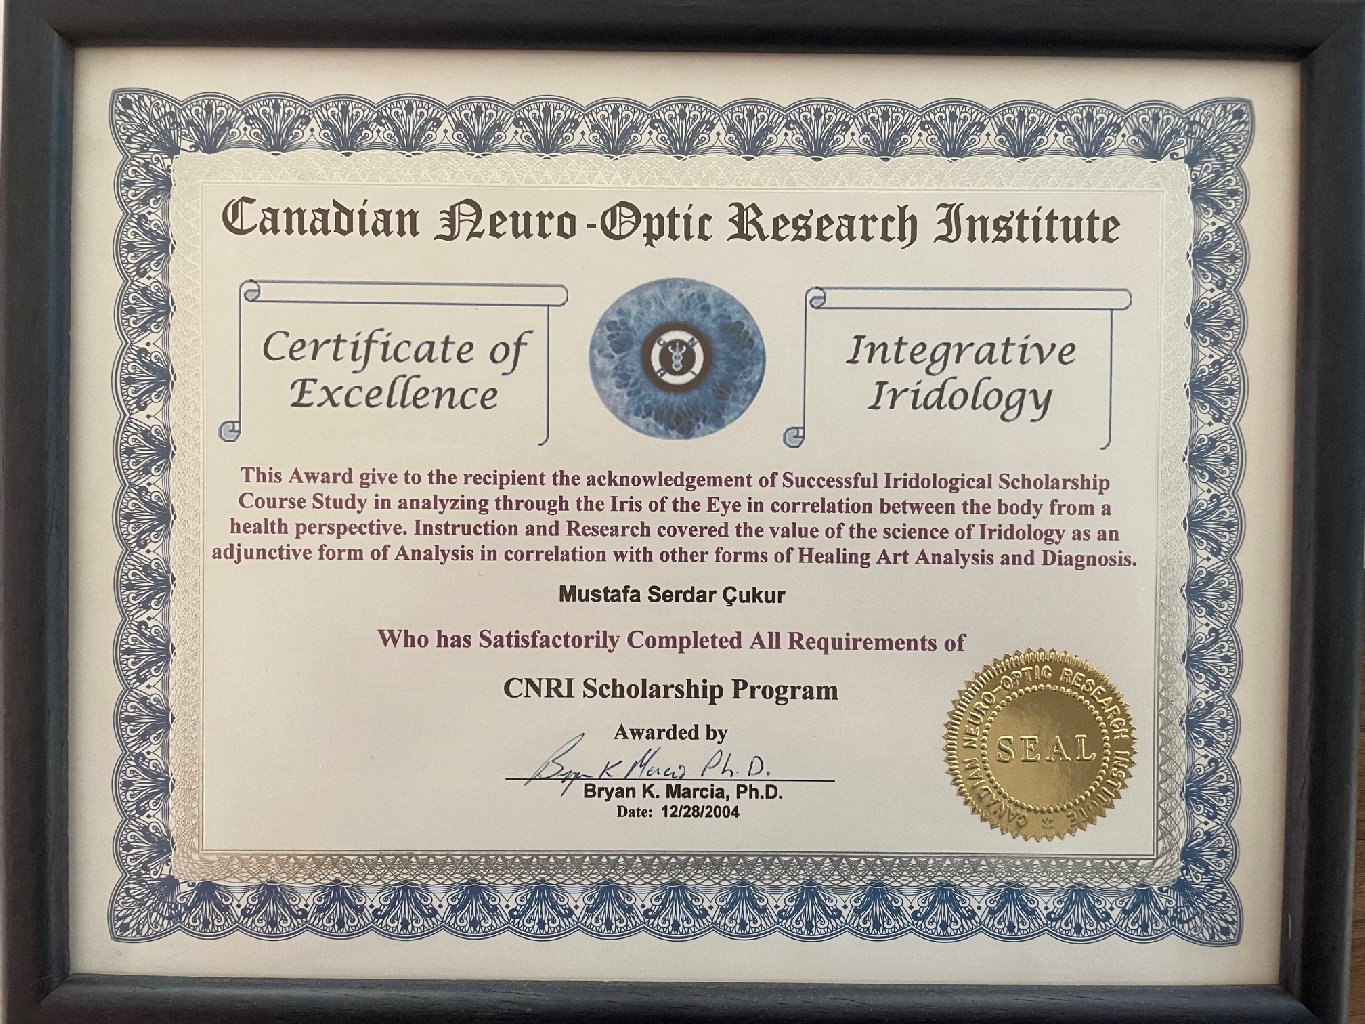 Canadian Neuro-Optic Research Institute
Certificate of
Excellence
Integrative
Iridology
This Award give to the recipient the acknowledgement of Successful Iridological Scholarship
Course Study in analyzing through the Iris of the Eye in correlation between the body from a
health perspective. Instruction and Research covered the value of the science of Iridology as an
adjunctive form of Analysis in correlation with other forms of Healing Art Analysis and Diagnosis.
Mustafa Serdar Çukur
Who has Satisfactorily Completed All Requirements of
CNRI Scholarship Program
Awarded by
Bryan K Marcia Ph. D.
Bryan K. Marcia, Ph.D.
Date: 12/28/2004
CANADIAN NEURO-OPTIC RESEARCH INSTITUTE
SEAL